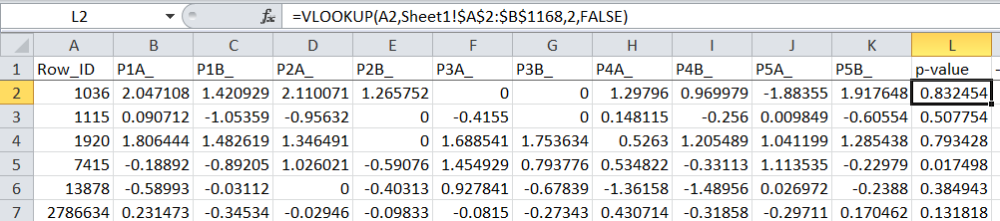 L2 fx =VLOOKUP(A2,Sheet1!$A$2:$B$1168,2,FALSE)
A B C D E F G H I J K L
1 Row_ID P1A_ P1B_ P2A_ P2B_ P3A_ P3B_ P4A_ P4B_ P5A_ P5B_ p-value -
2 1036 2.047108 1.420929 2.110071 1.265752 0 0 1.29796 0.969979 -1.88355 1.917648 0.832454
3 1115 0.090712 -1.05359 -0.95632 0 -0.4155 0 0.148115 -0.256 0.009849 -0.60554 0.507754
4 1920 1.806444 1.482619 1.346491 0 1.688541 1.753634 0.5263 1.205489 1.041199 1.285438 0.793428
5 7415 -0.18892 -0.89205 1.026021 -0.59076 1.454929 0.793776 0.534822 -0.33113 1.113535 -0.22979 0.017498
6 13878 -0.58993 -0.03112 0 -0.40313 0.927841 -0.67839 -1.36158 -1.48956 0.026972 -0.2388 0.384943
7 2786634 0.231473 -0.34534 -0.02946 -0.09833 -0.0815 -0.27343 0.430714 -0.31858 -0.29711 0.170462 0.131818